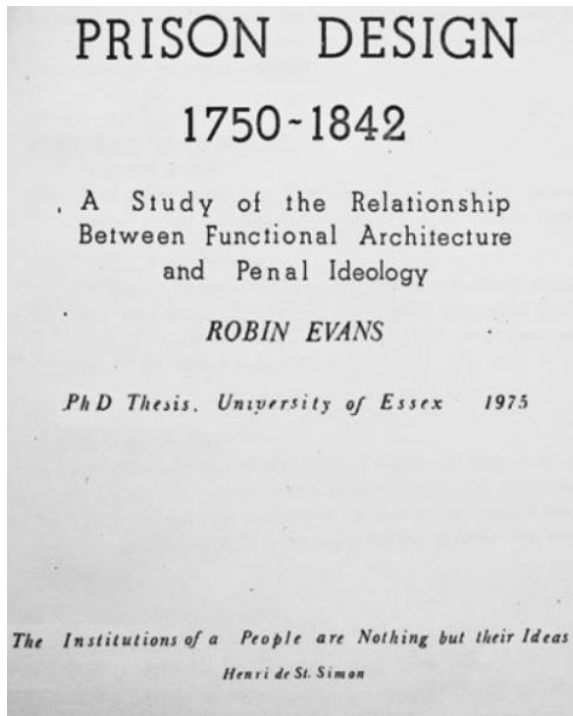 PRISON DESIGN
1750-1842
A Study of the Relationship
Between Functional Architecture
and Penal Ideology
ROBIN EVANS
PhD Thesis. University of Essex 1975
The Institutions of a People are Nothing but their Ideas
Henri de St. Simon